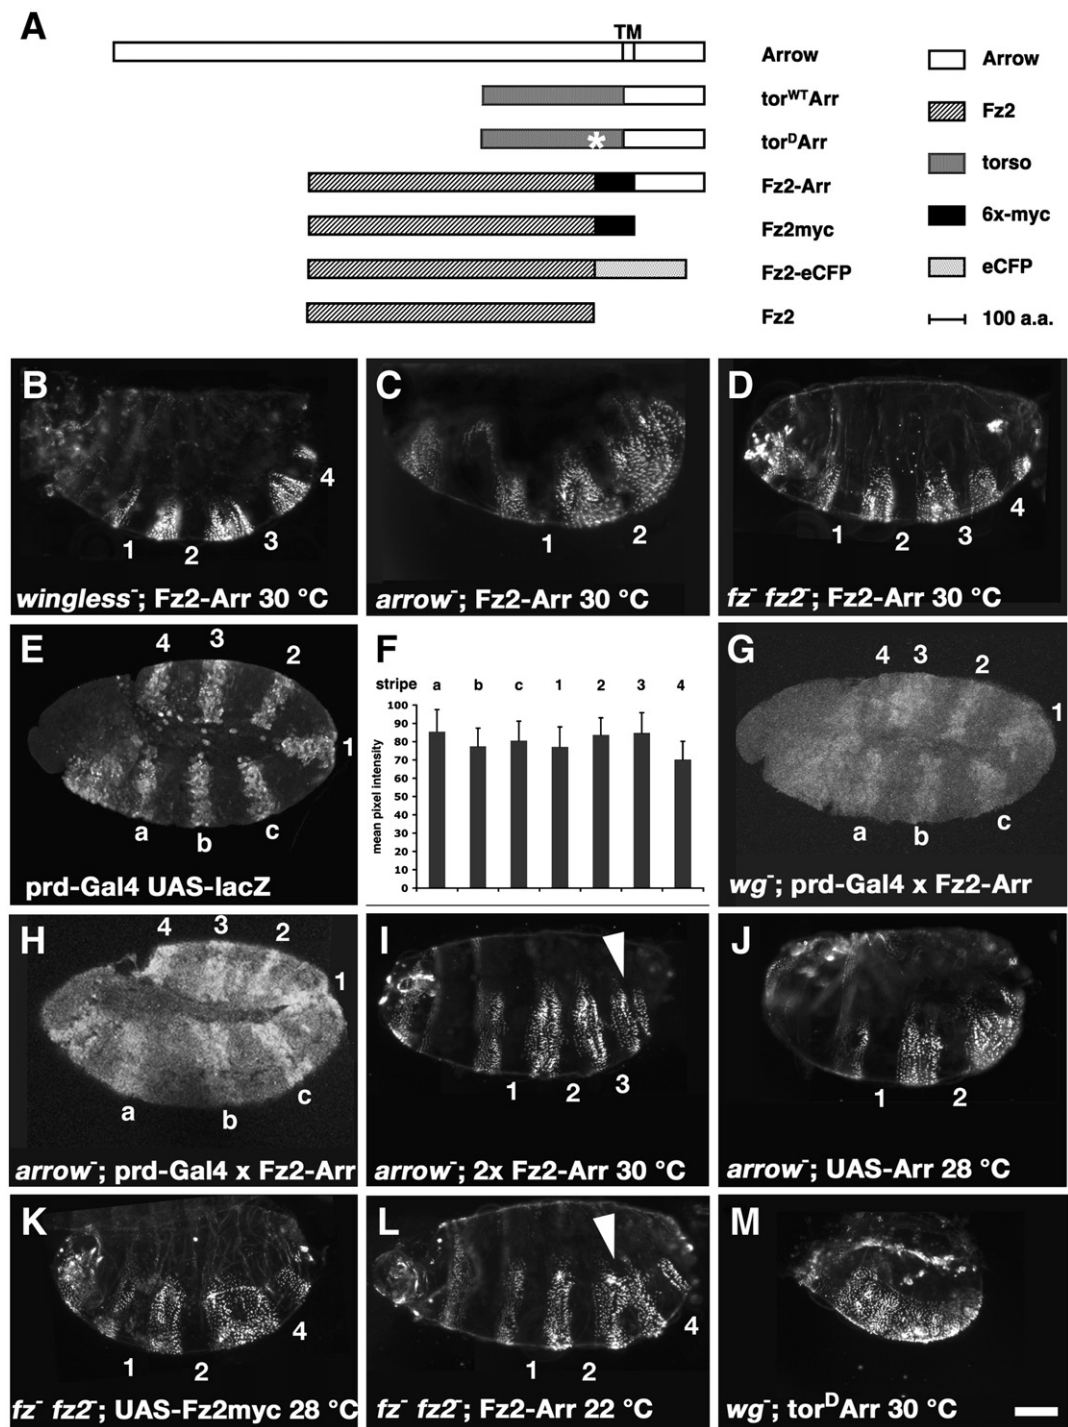 A
TM
Arrow
torWTArr
torDArr
Fz2-Arr
Fz2myc
Fz2-eCFP
Fz2
Arrow
Fz2
torso
6x-myc
eCFP
100 a.a.
*
B
4
1 2 3
wingless-; Fz2-Arr 30 °C
C
1 2
arrow-; Fz2-Arr 30 °C
D
1 2 3 4
fz- fz2-; Fz2-Arr 30 °C
E
4 3 2
1
a b c
prd-Gal4 UAS-lacZ
F
stripe a b c 1 2 3 4
mean pixel intensity
100
90
80
70
60
50
40
30
20
10
0
G
4 3 2
1
a b c
wg-; prd-Gal4 x Fz2-Arr
H
4 3 2
1
a b c
arrow-; prd-Gal4 x Fz2-Arr
I
1 2 3
arrow-; 2x Fz2-Arr 30 °C
J
1 2
arrow-; UAS-Arr 28 °C
K
1 2 4
fz- fz2-; UAS-Fz2myc 28 °C
L
1 2 4
fz- fz2-; Fz2-Arr 22 °C
M
wg-; torDArr 30 °C